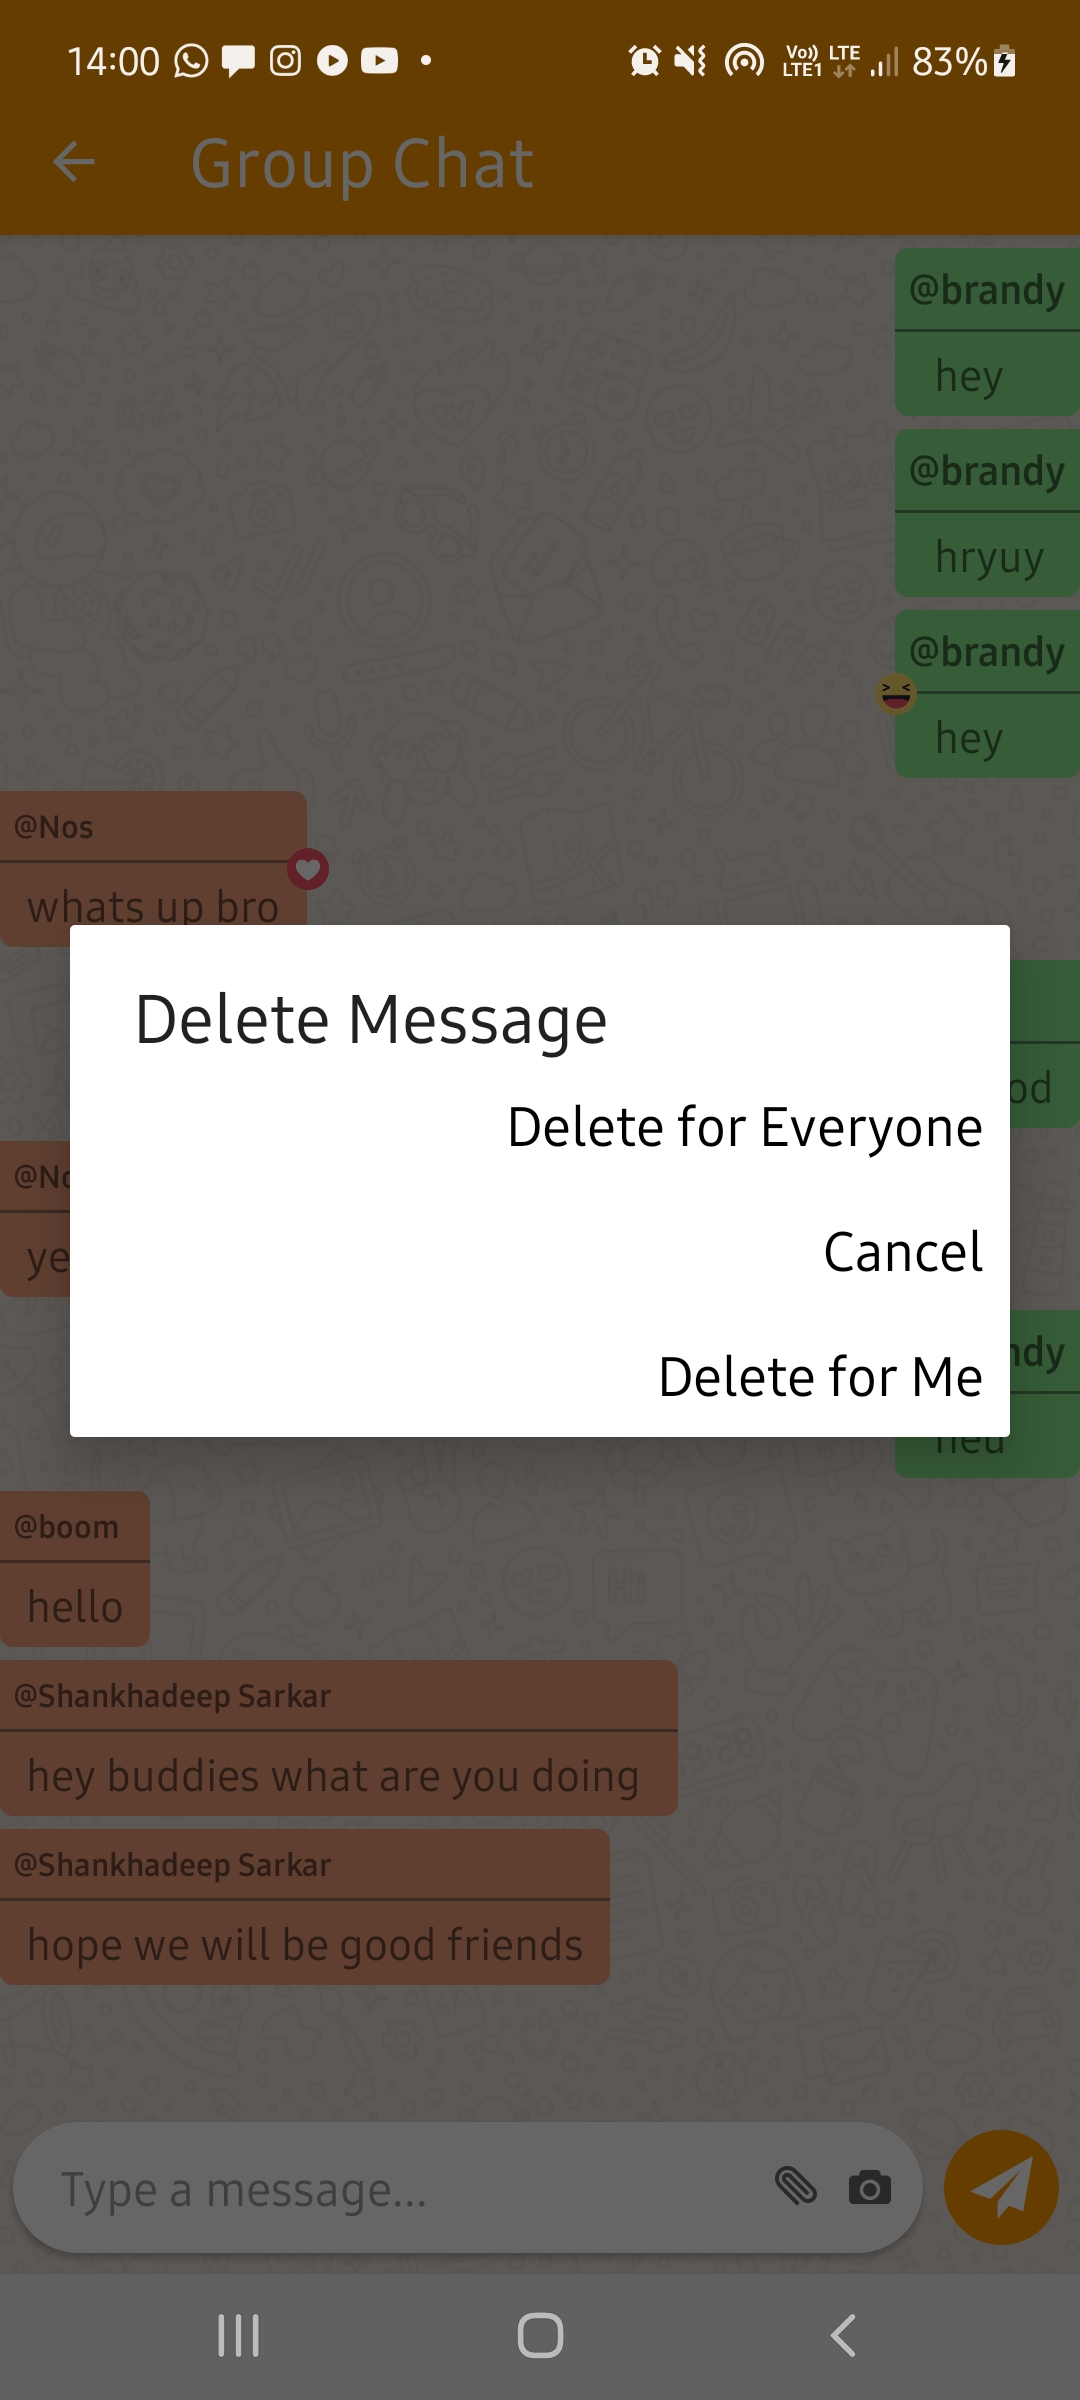 14:00
Vo)) LTE
LTE1
83%
Group Chat
@brandy
hey
@brandy
hryuy
@brandy
hey
@Nos
whats up bro
Delete Message
Delete for Everyone
Cancel
Delete for Me
@boom
hello
@Shankhadeep Sarkar
hey buddies what are you doing
@Shankhadeep Sarkar
hope we will be good friends
Type a message...